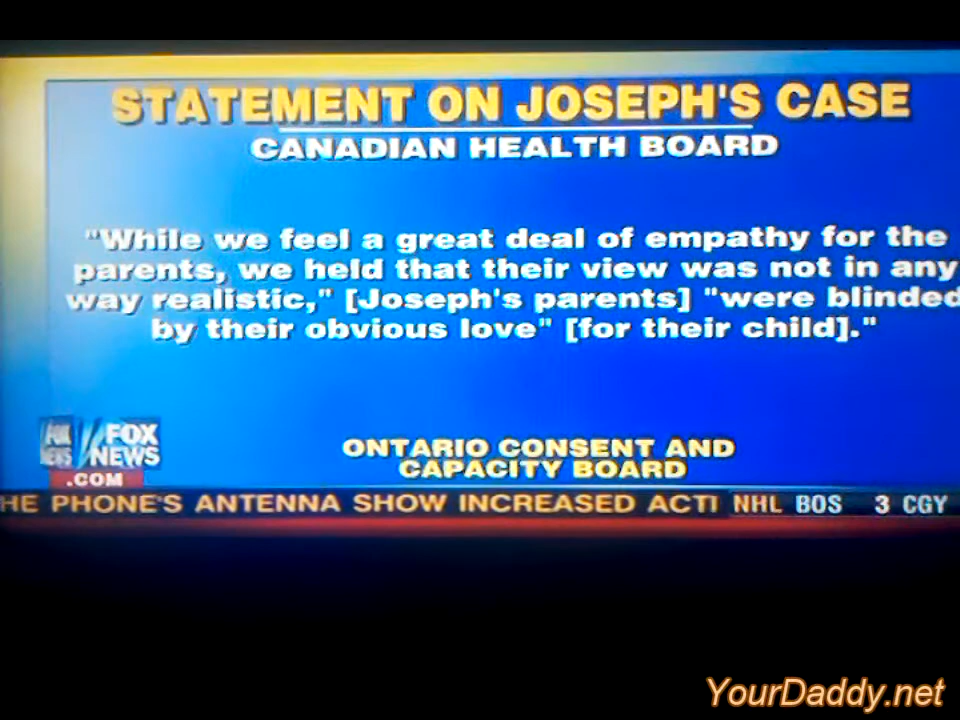 STATEMENT ON JOSEPH'S CASE
CANADIAN HEALTH BOARD
"While we feel a great deal of empathy for the
parents, we held that their view was not in any
way realistic," [Joseph's parents] "were blinded
by their obvious love" [for their child]."
FOX NEWS
FOX
NEWS
.COM
ONTARIO CONSENT AND
CAPACITY BOARD
HE PHONE'S ANTENNA SHOW INCREASED ACTI NHL BOS 3 CGY
YourDaddy.net